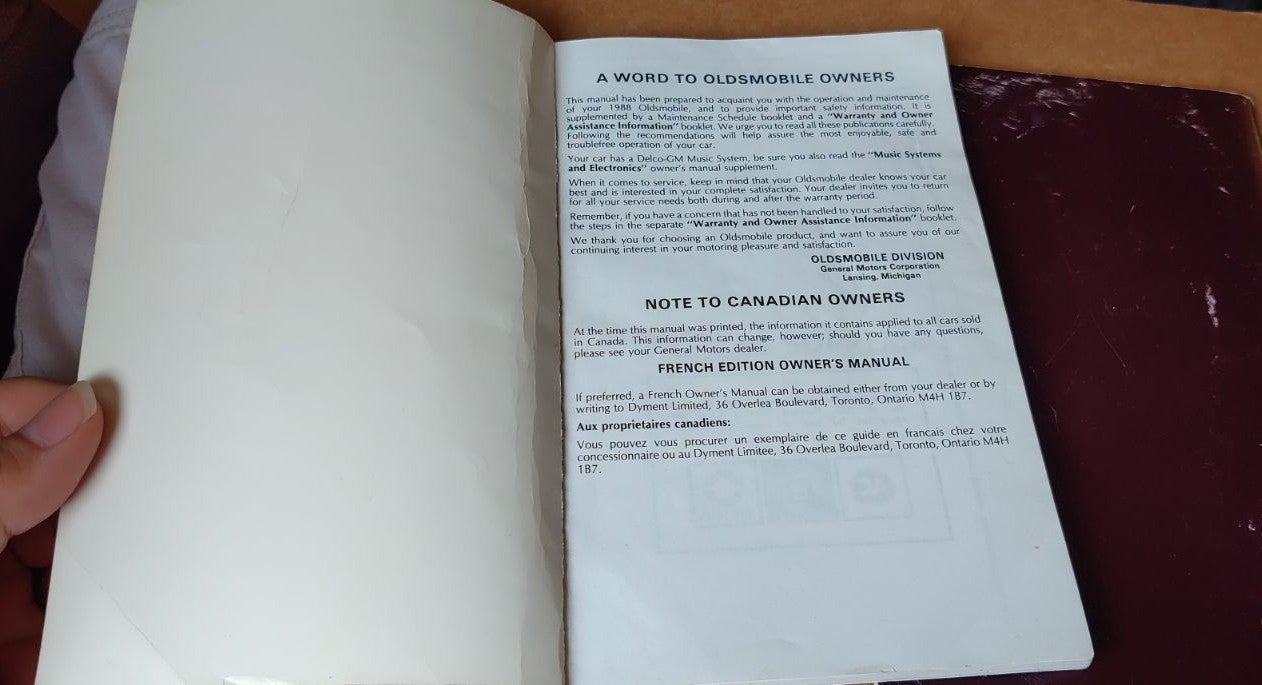 A WORD TO OLDSMOBILE OWNERS
This manual has been prepared to acquaint you with the operation and maintenance
of your 1988 Oldsmobile, and to provide important safety information. It is
supplemented by a Maintenance Schedule booklet and a "Warranty and Owner
Assistance Information" booklet. We urge you to read all these publications carefully.
Following the recommendations will help assure the most enjoyable, safe and
troublefree operation of your car.
Your car has a Delco-GM Music System, be sure you also read the "Music Systems
and Electronics" owner's manual supplement.
When it comes to service, keep in mind that your Oldsmobile dealer knows your car
best and is interested in your complete satisfaction. Your dealer invites you to return
for all your service needs both during and after the warranty period.
Remember, if you have a concern that has not been handled to your satisfaction, follow
the steps in the separate "Warranty and Owner Assistance Information" booklet.
We thank you for choosing an Oldsmobile product, and want to assure you of our
continuing interest in your motoring pleasure and satisfaction.
OLDSMOBILE DIVISION
General Motors Corporation
Lansing, Michigan
NOTE TO CANADIAN OWNERS
At the time this manual was printed, the information it contains applied to all cars sold
in Canada. This information can change, however; should you have any questions,
please see your General Motors dealer.
FRENCH EDITION OWNER'S MANUAL
If preferred, a French Owner's Manual can be obtained either from your dealer or by
writing to Dyment Limited, 36 Overlea Boulevard, Toronto, Ontario M4H 1B7.
Aux proprietaires canadiens:
Vous pouvez vous procurer un exemplaire de ce guide en francais chez votre
concessionnaire ou au Dyment Limitee, 36 Overlea Boulevard, Toronto, Ontario M4H
1B7.